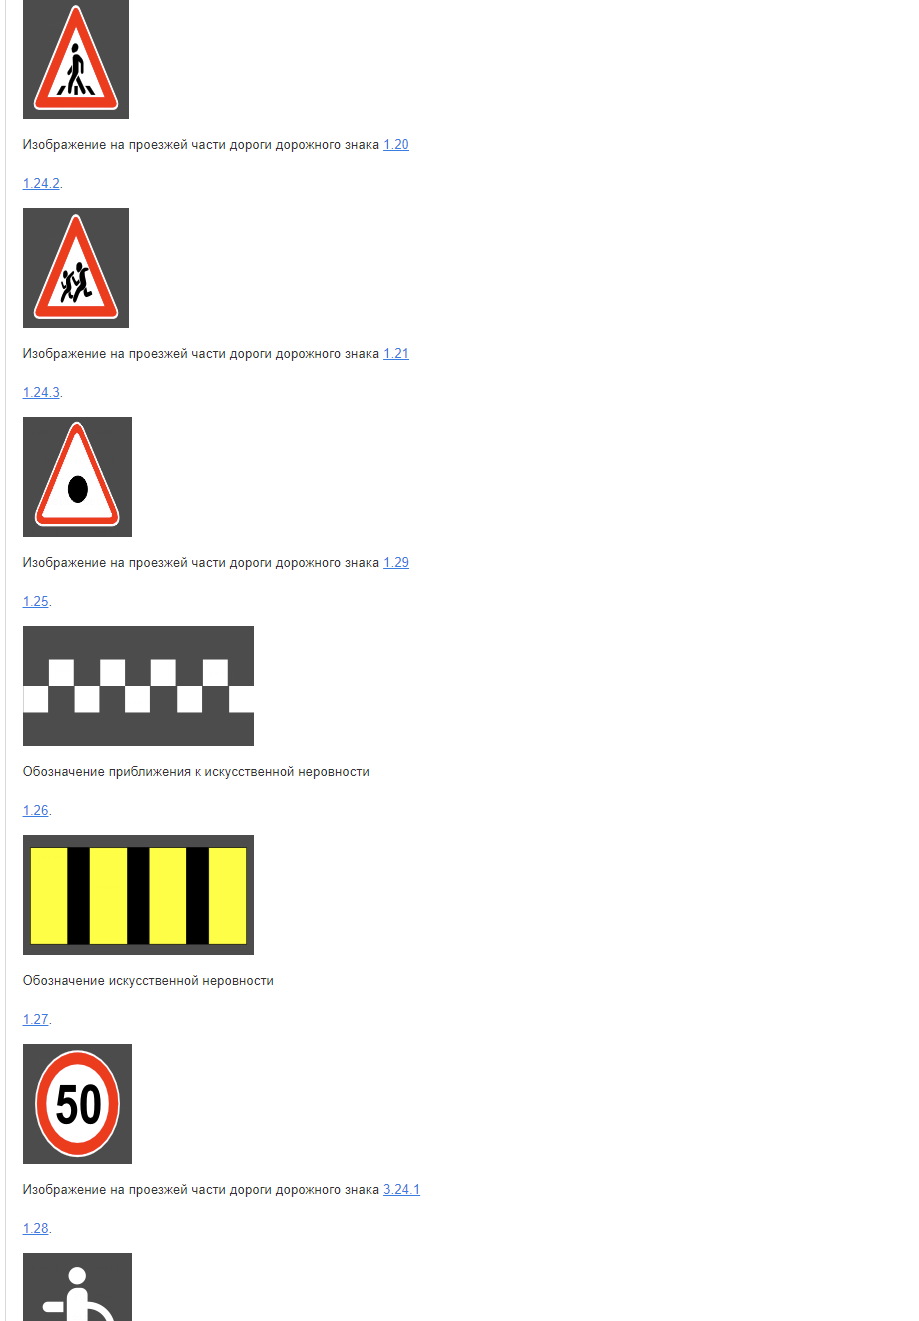 Изображение на проезжей части дороги дорожного знака 1.20
1.24.2.
Изображение на проезжей части дороги дорожного знака 1.21
1.24.3.
Изображение на проезжей части дороги дорожного знака 1.29
1.25.
Обозначение приближения к искусственной неровности
1.26.
Обозначение искусственной неровности
1.27.
50
Изображение на проезжей части дороги дорожного знака 3.24.1
1.28.